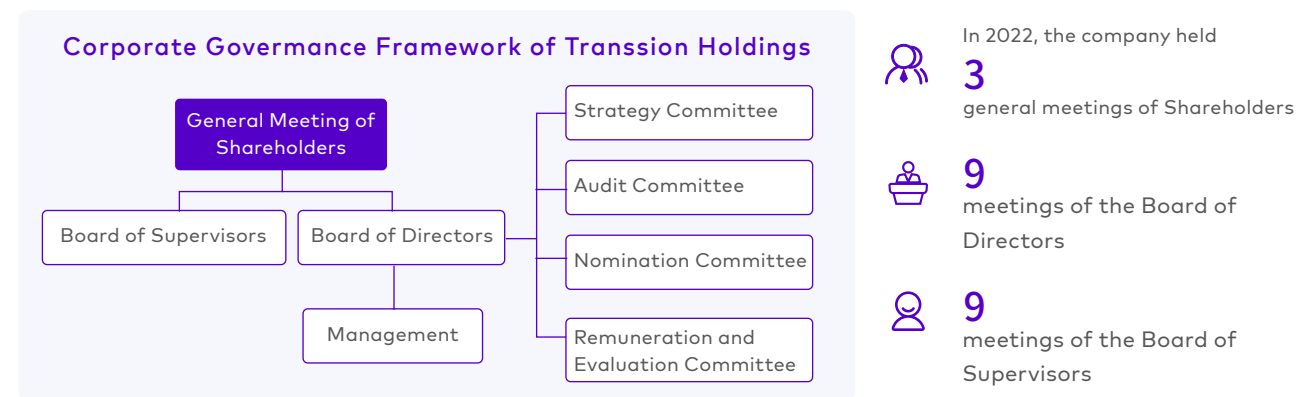 Corporate Govermance Framework of Transsion Holdings
General Meeting of
Shareholders
Board of Supervisors
Board of Directors
Management
Strategy Committee
Audit Committee
Nomination Committee
Remuneration and
Evaluation Committee
In 2022, the company held
3
general meetings of Shareholders
9
meetings of the Board of
Directors
9
meetings of the Board of
Supervisors